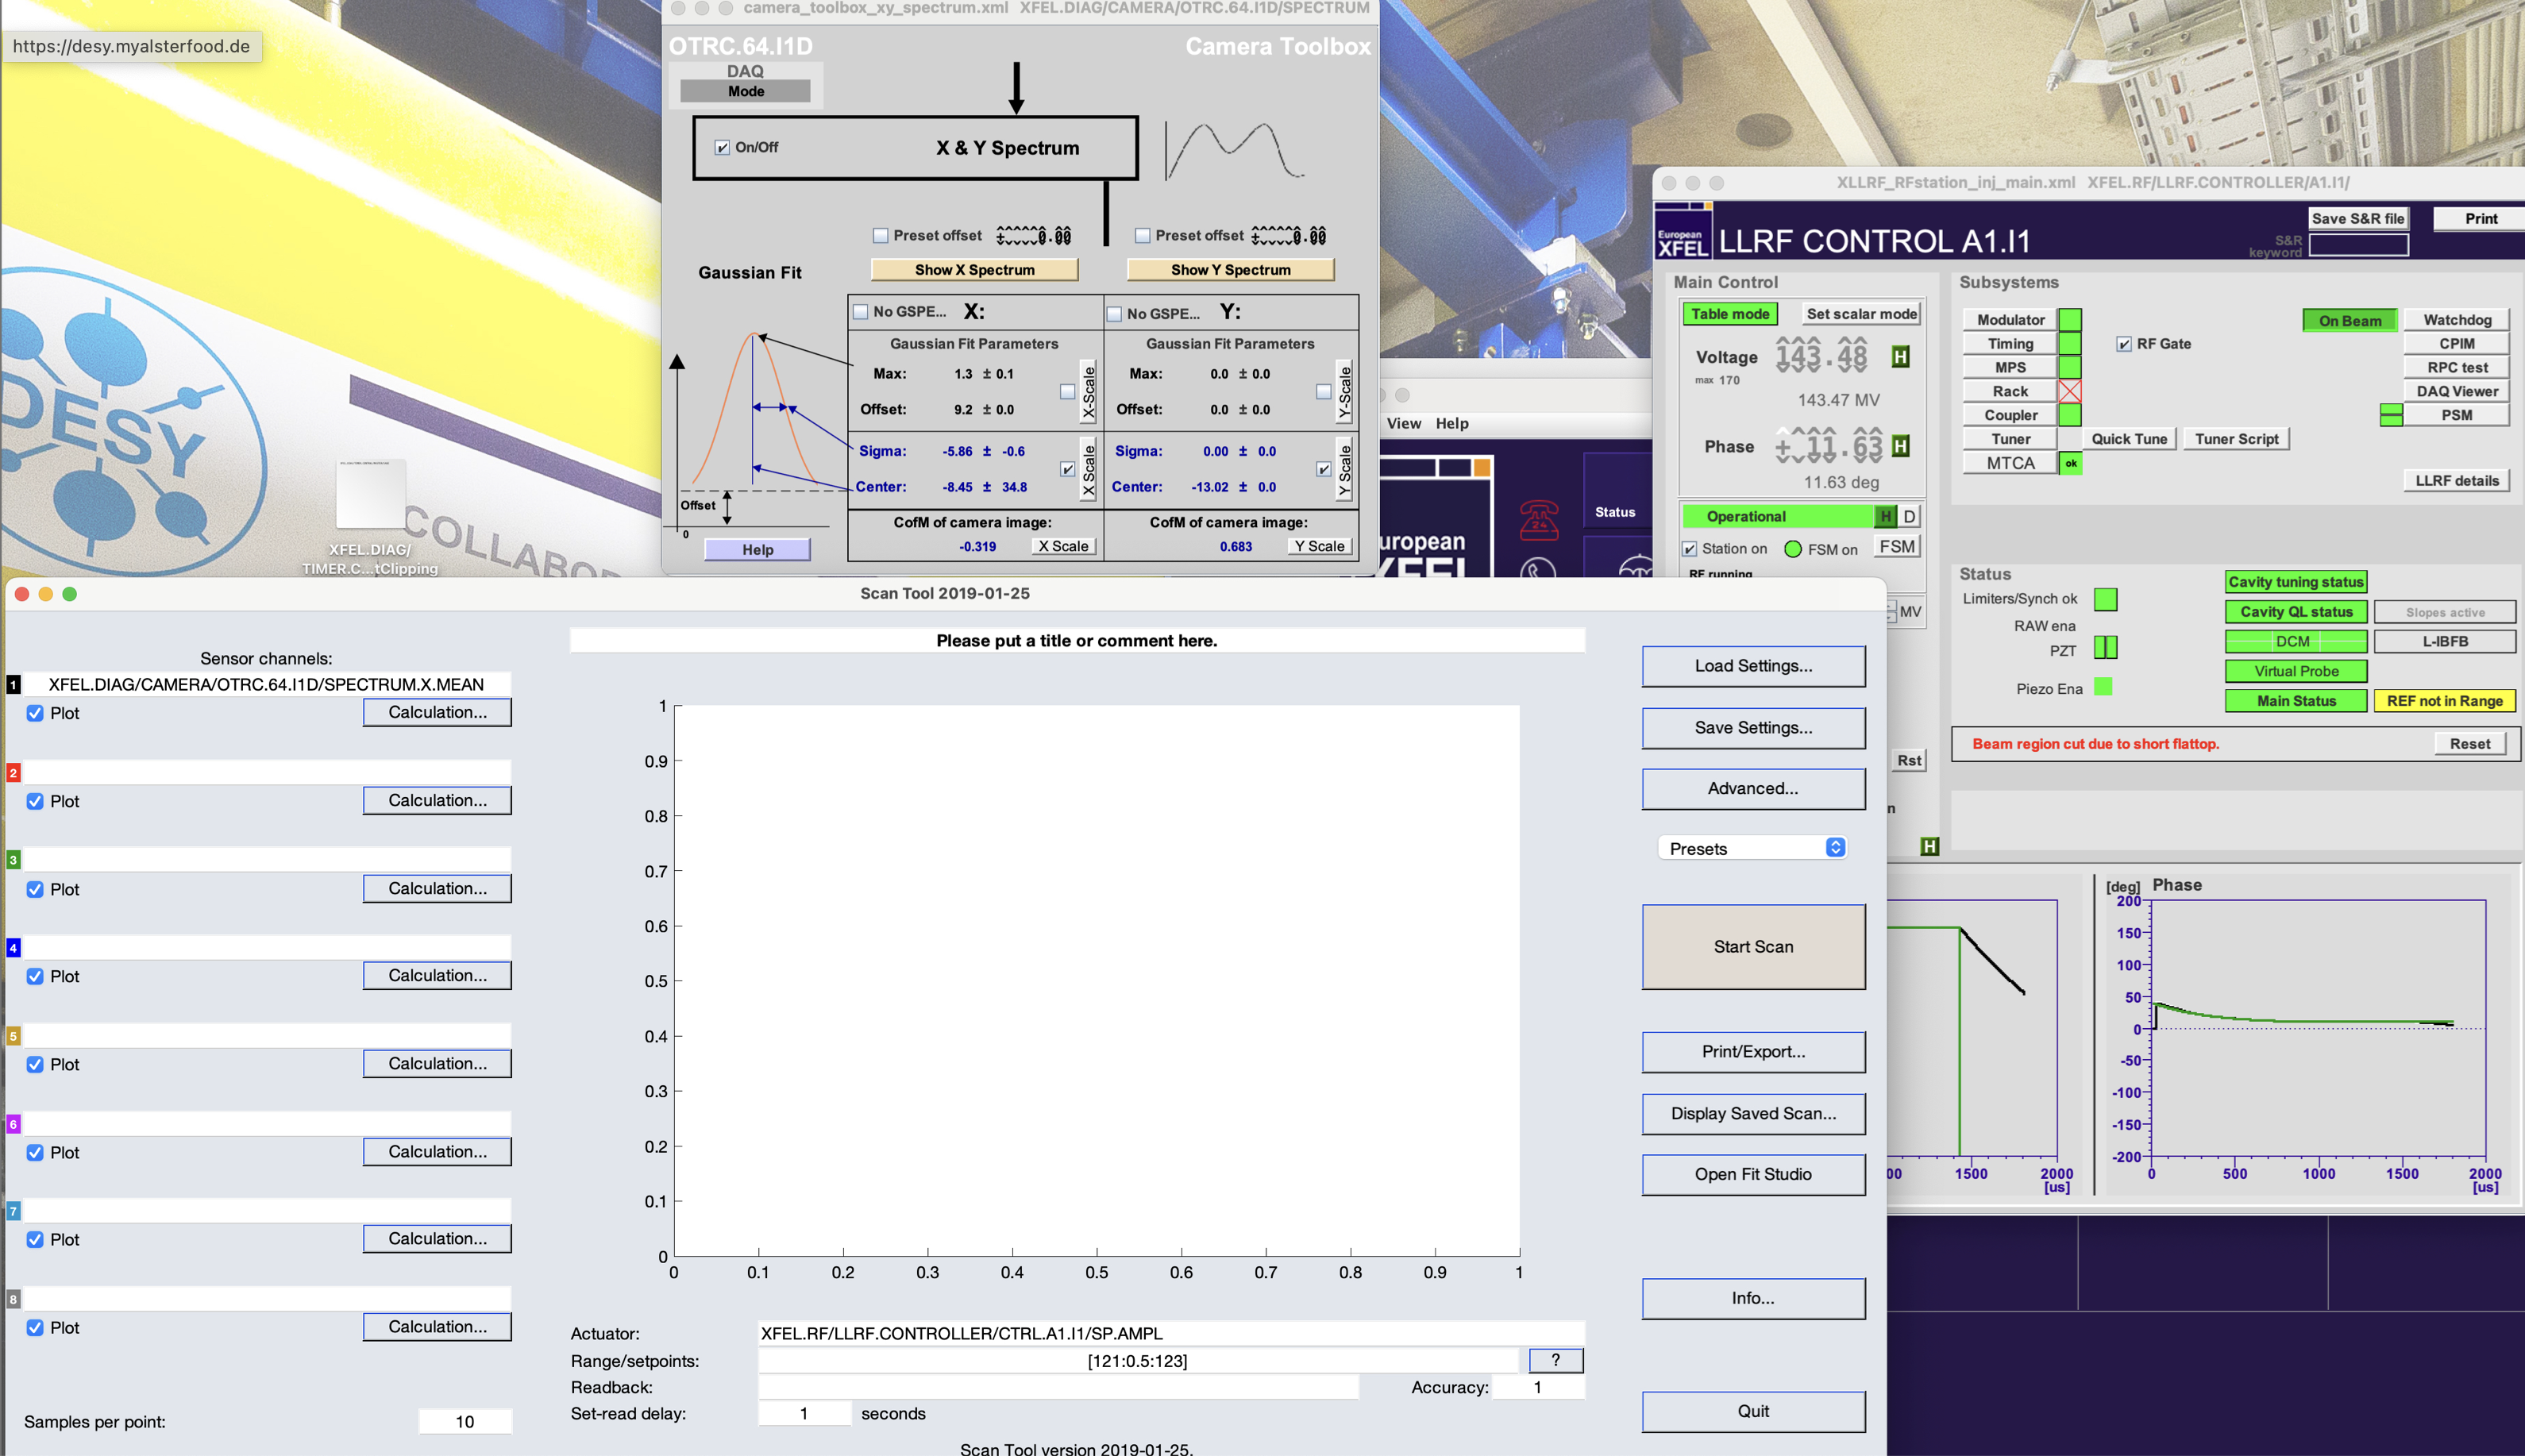 https://desy.myalsterfood.de
DESY
COLLABO
XFEL.DIAG/
TIMER.C...tClipping
camera_toolbox_xy_spectrum.xml XFEL.DIAG/CAMERA/OTRC.64.I1D/SPECTRUM
OTRC.64.I1D
Camera Toolbox
DAQ
Mode
On/Off
X & Y Spectrum
Preset offset
0.00
Preset offset
0.00
Gaussian Fit
Show X Spectrum
Show Y Spectrum
No GSPE... X:
No GSPE... Y:
Gaussian Fit Parameters
Gaussian Fit Parameters
Max: 1.3 ± 0.1
Offset: 9.2 ± 0.0
X-Scale
Max: 0.0 ± 0.0
Offset: 0.0 ± 0.0
Y-Scale
Sigma: -5.86 ± -0.6
Center: -8.45 ± 34.8
X Scale
Sigma: 0.00 ± 0.0
Center: -13.02 ± 0.0
Y Scale
Offset
0
Help
CofM of camera image:
-0.319
X Scale
CofM of camera image:
0.683
Y Scale
View Help
uropean
XFEL
24
Status
XLLRF_RFstation_inj_main.xml XFEL.RF/LLRF.CONTROLLER/A1.I1/
European
XFEL
LLRF CONTROL A1.I1
Save S&R file
Print
S&R
keyword
Main Control
Table mode
Set scalar mode
Voltage
max 170
143.48
H
143.47 MV
Phase
+ 11.63
H
11.63 deg
Operational
H
D
Station on
FSM on
FSM
RF running
MV
Rst
n
H
Subsystems
Modulator
Timing
MPS
Rack
Coupler
Tuner
MTCA
ok
RF Gate
Quick Tune
Tuner Script
On Beam
Watchdog
CPIM
RPC test
DAQ Viewer
PSM
LLRF details
Status
Limiters/Synch ok
RAW ena
PZT
Piezo Ena
Cavity tuning status
Cavity QL status
Slopes active
DCM
L-IBFB
Virtual Probe
Main Status
REF not in Range
Beam region cut due to short flattop.
Reset
00
1500
2000
[us]
[deg] Phase
200
150
100
50
0
-50
-100
-150
-200
0
500
1000
1500
2000
[us]
Scan Tool 2019-01-25
Please put a title or comment here.
Sensor channels:
1 XFEL.DIAG/CAMERA/OTRC.64.I1D/SPECTRUM.X.MEAN
Plot
Calculation...
2
Plot
Calculation...
3
Plot
Calculation...
4
Plot
Calculation...
5
Plot
Calculation...
6
Plot
Calculation...
7
Plot
Calculation...
8
Plot
Calculation...
Samples per point: 10
1
0.9
0.8
0.7
0.6
0.5
0.4
0.3
0.2
0.1
0
0
0.1
0.2
0.3
0.4
0.5
0.6
0.7
0.8
0.9
1
Actuator: XFEL.RF/LLRF.CONTROLLER/CTRL.A1.I1/SP.AMPL
Range/setpoints: [121:0.5:123] ?
Readback:
Accuracy: 1
Set-read delay: 1 seconds
Scan Tool version 2019-01-25.
Load Settings...
Save Settings...
Advanced...
Presets
Start Scan
Print/Export...
Display Saved Scan...
Open Fit Studio
Info...
Quit